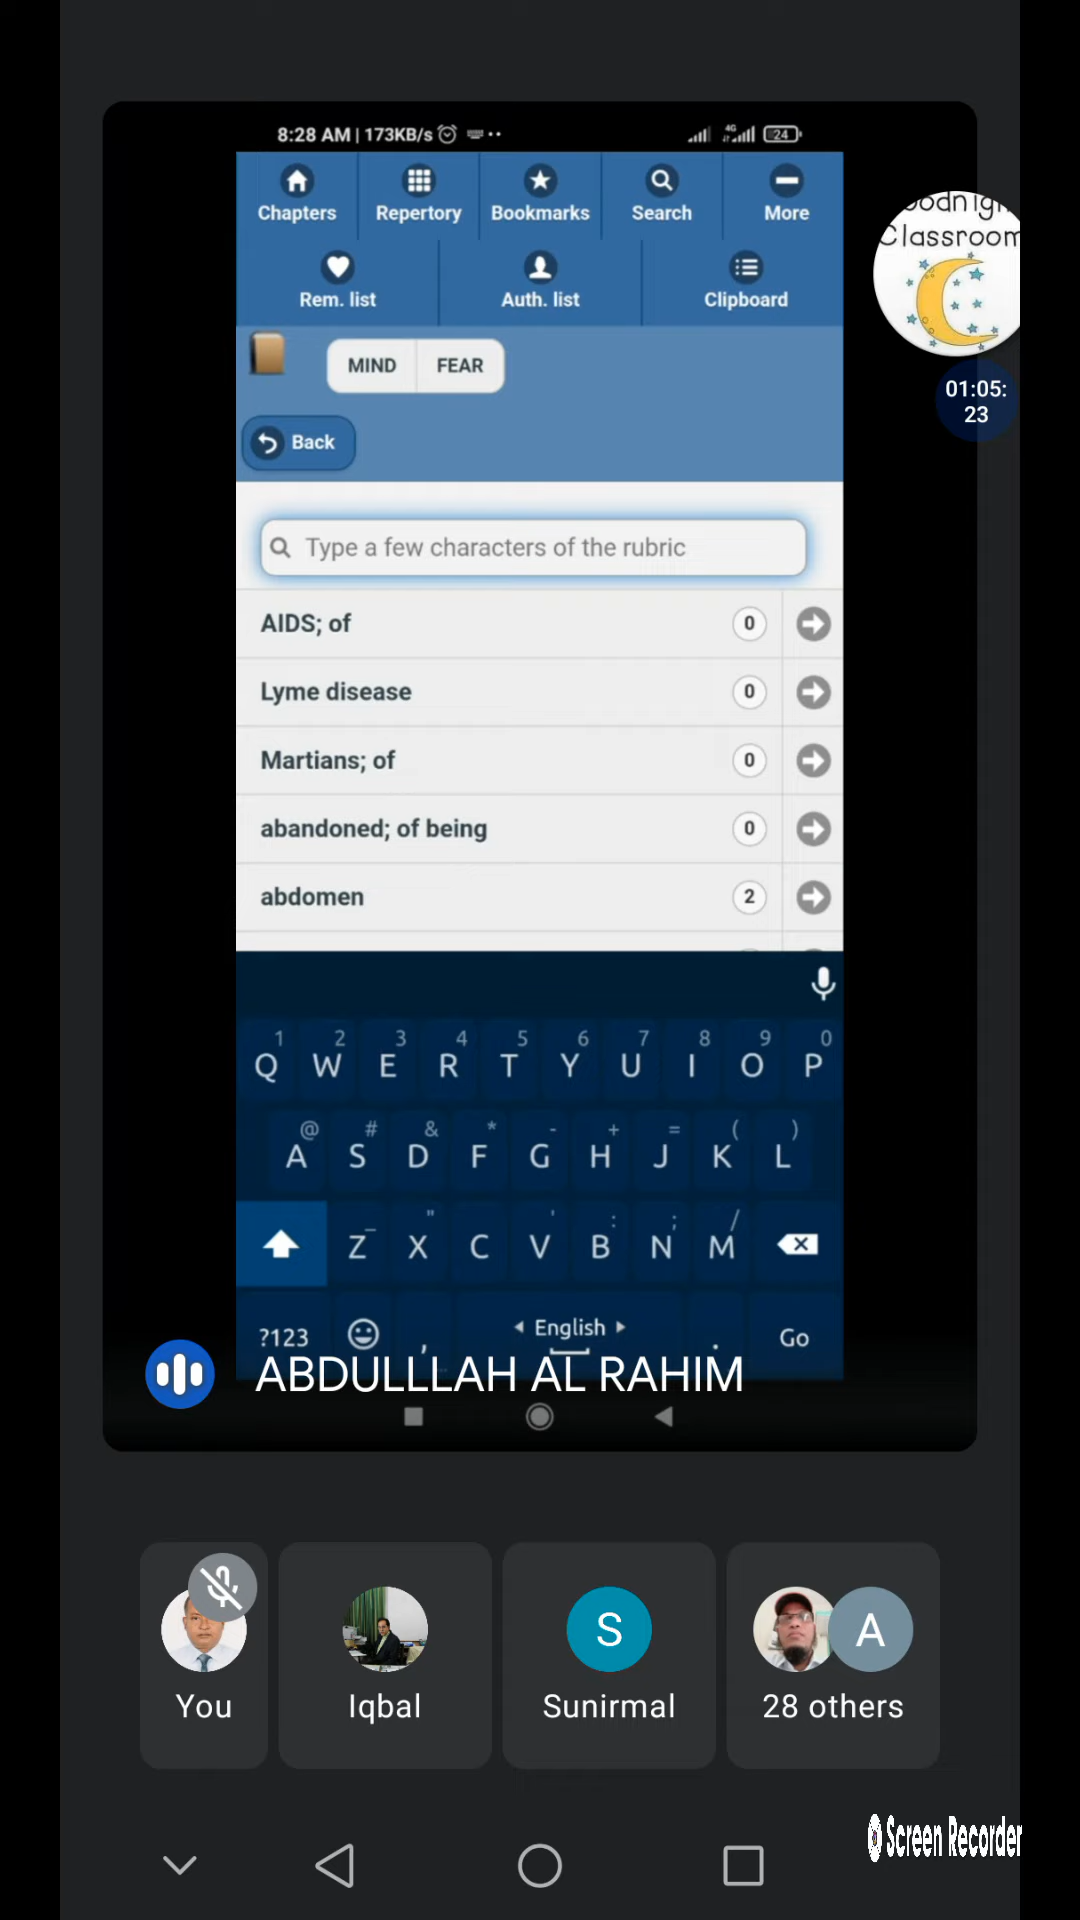 8:28 AM | 173KB/s
4G
24
Chapters Repertory Bookmarks Search More
Rem. list Auth. list Clipboard
Classroom
MIND FEAR
01:05:
23
Back
Type a few characters of the rubric
AIDS; of 0
Lyme disease 0
Martians; of 0
abandoned; of being 0
abdomen 2
1 2 3 4 5 6 7 8 9 0
Q W E R T Y U I O P
@ # & * - + = ( )
A S D F G H J K L
_ " ' : ; /
Z X C V B N M
?123 , English . Go
ABDULLLAH AL RAHIM
S A
You Iqbal Sunirmal 28 others
Screen Recorder